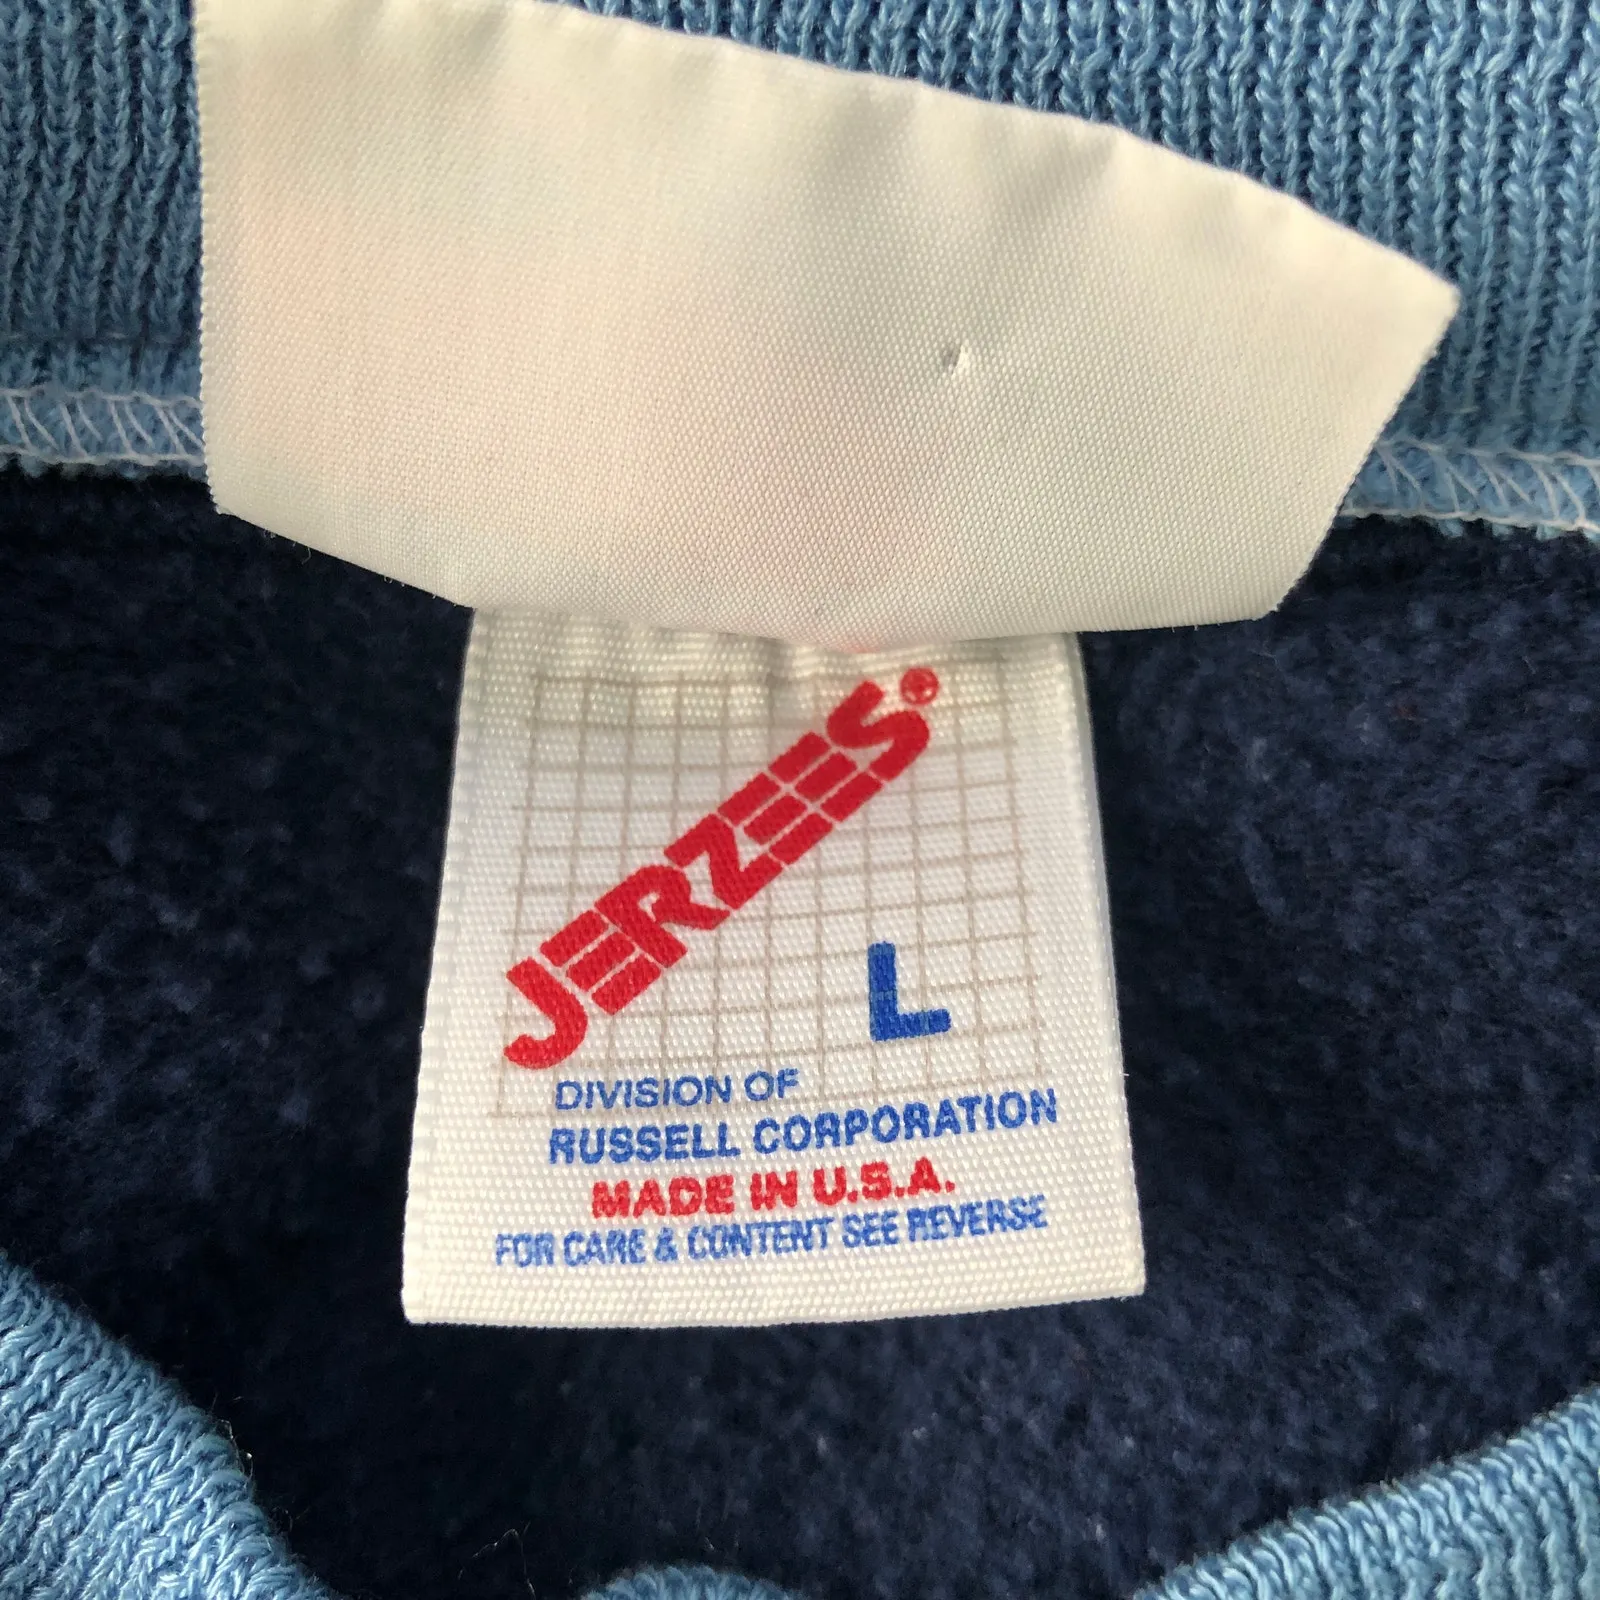 JERZEES®
L
DIVISION OF
RUSSELL CORPORATION
MADE IN U.S.A.
FOR CARE & CONTENT SEE REVERSE